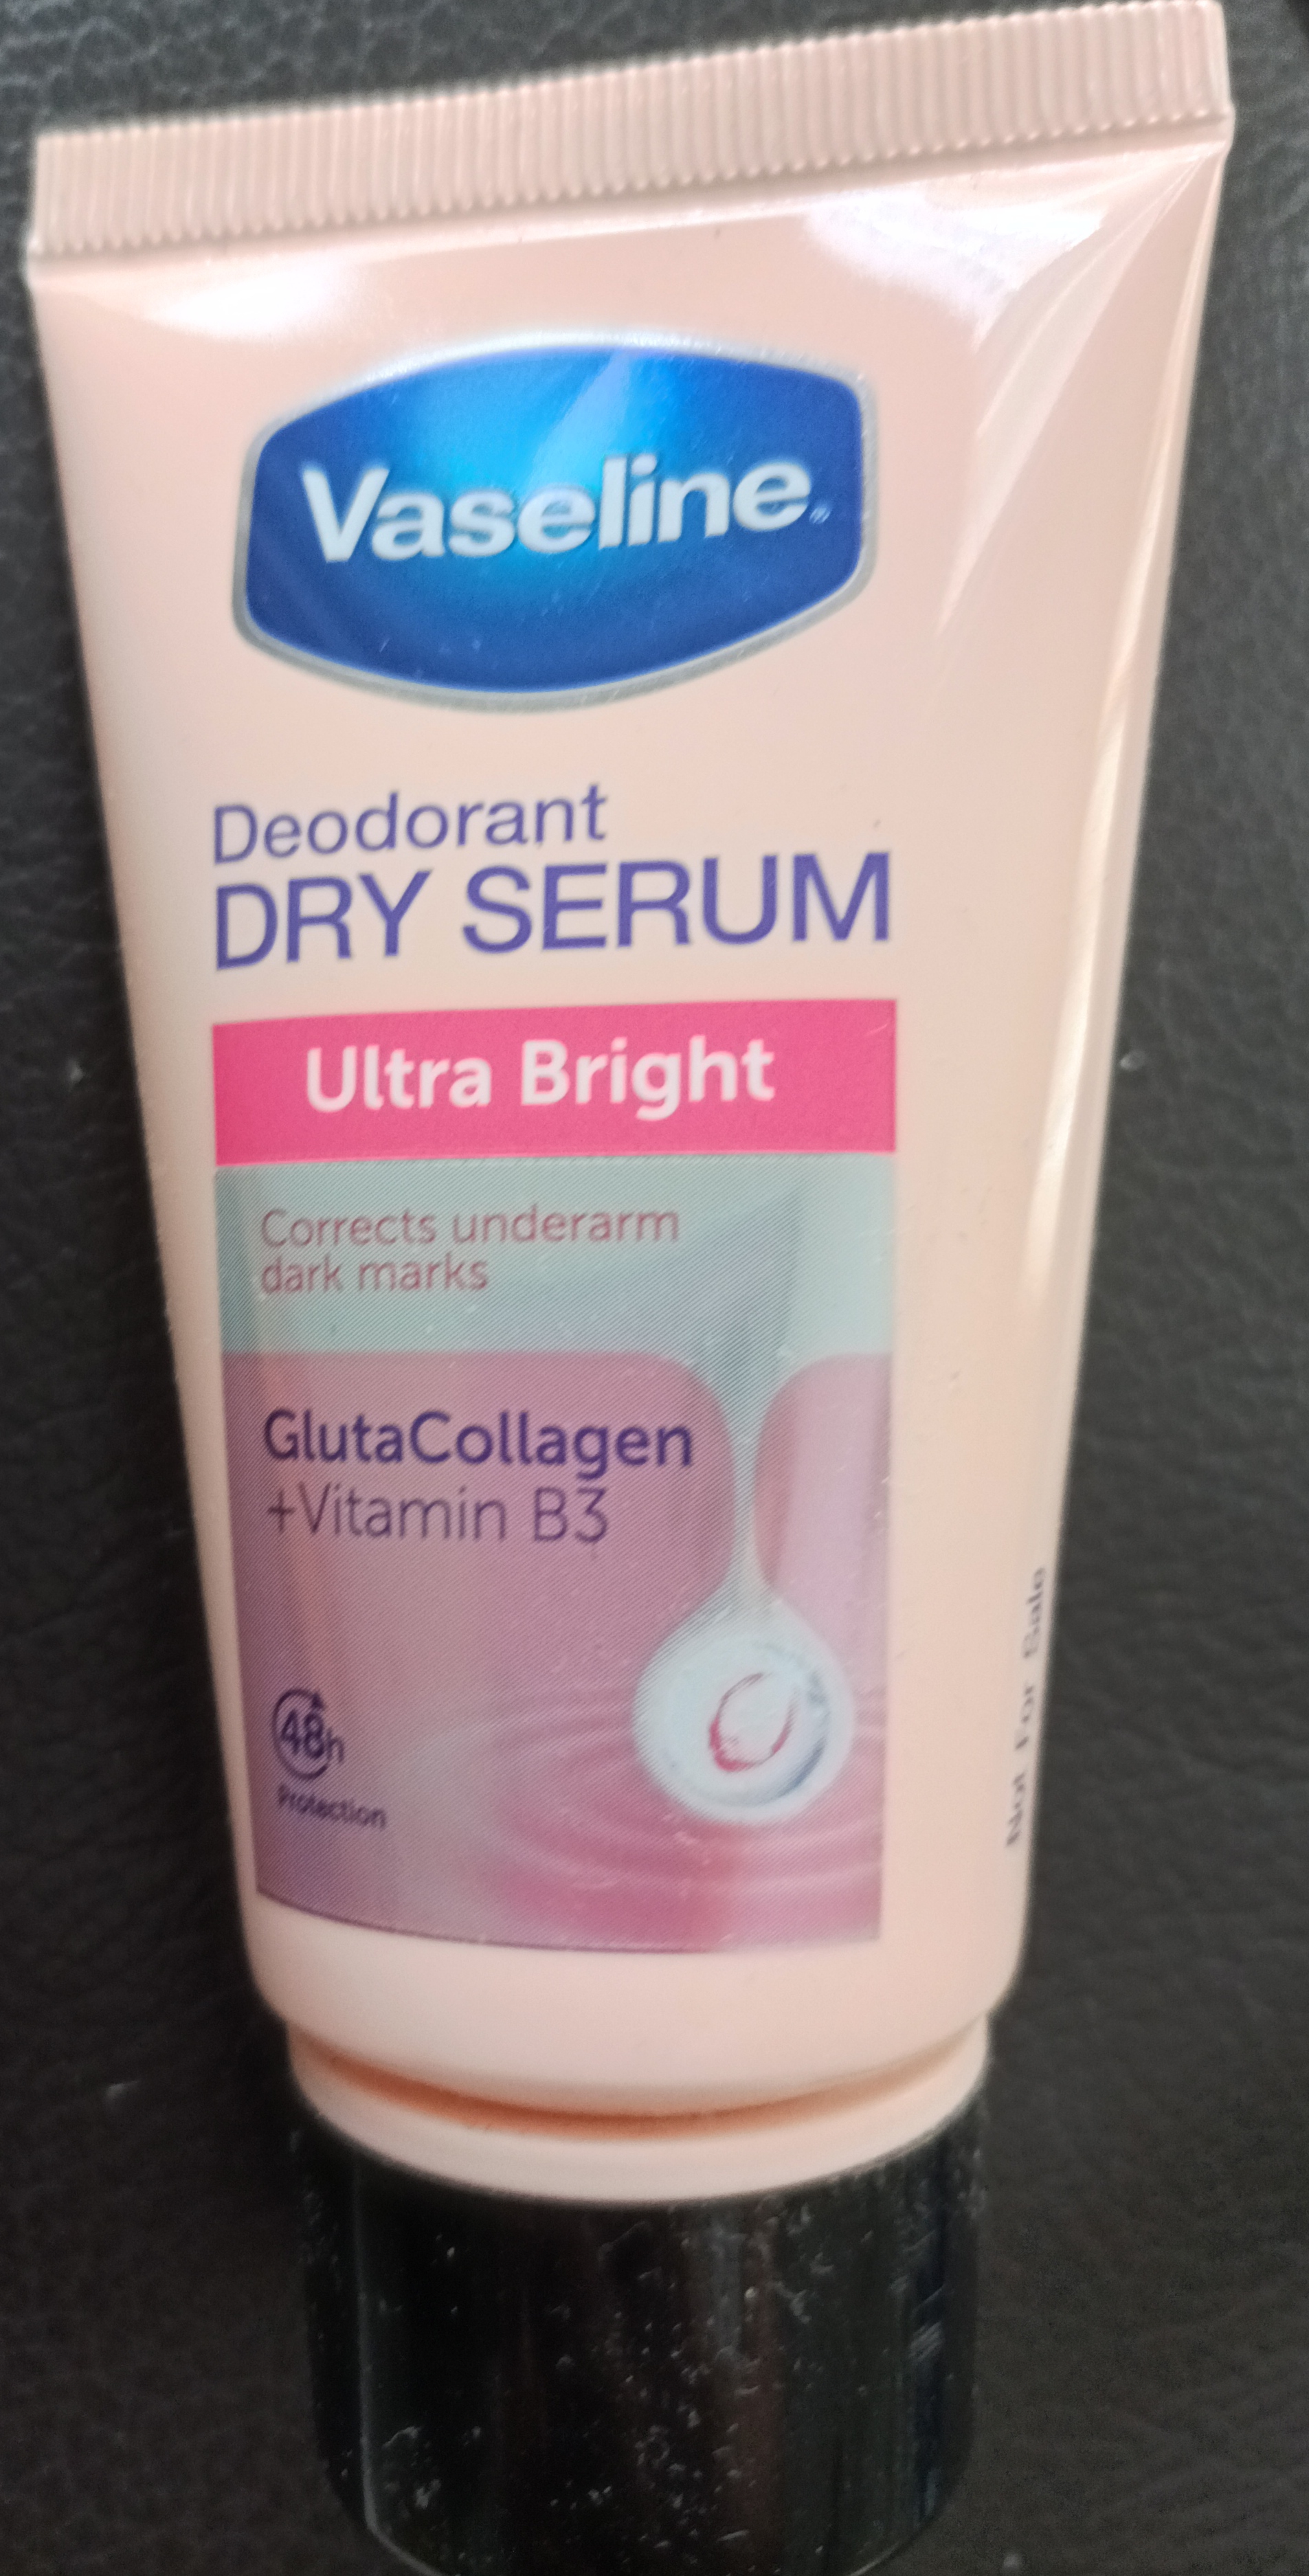 Vaseline®
Deodorant
DRY SERUM
Ultra Bright
Corrects underarm
dark marks
GlutaCollagen
+Vitamin B3
48h
Protection
Not For Sale